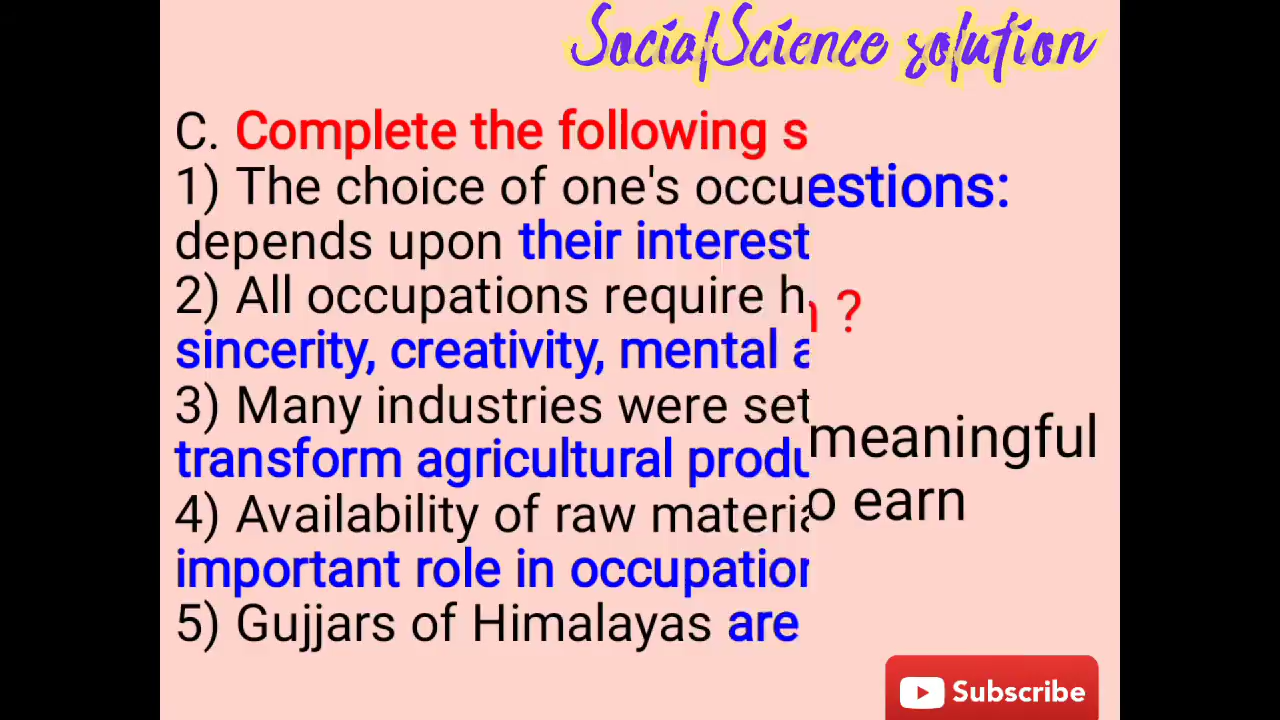 SocialScience solution
C. Complete the following s
1) The choice of one's occu
estions:
depends upon their interest
2) All occupations require h
?
sincerity, creativity, mental a
3) Many industries were set
meaningful
transform agricultural produ
o earn
4) Availability of raw materia
important role in occupation
5) Gujjars of Himalayas are
Subscribe